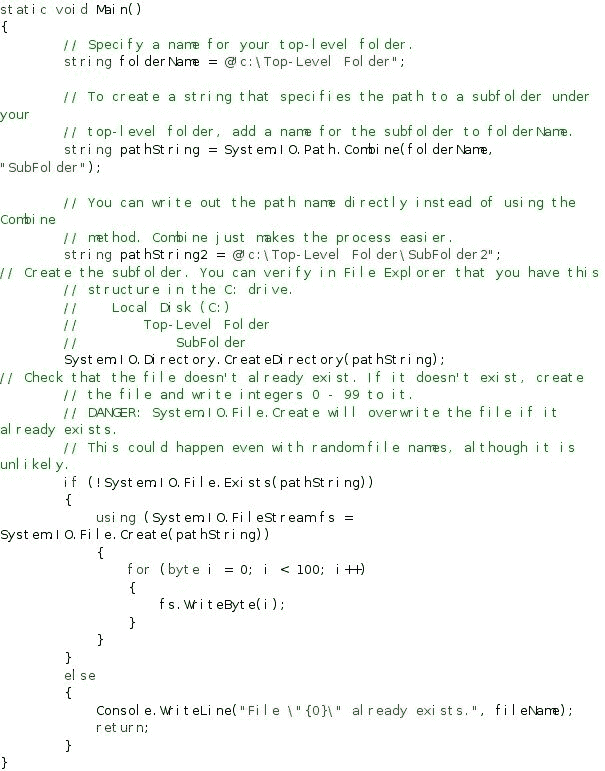 static void Main()
{
// Specify a name for your top-level folder.
string folderName = @"c:\Top-Level Folder";
// To create a string that specifies the path to a subfolder under
your
// top-level folder, add a name for the subfolder to folderName.
string pathString = System.IO.Path.Combine(folderName,
"SubFolder");
// You can write out the path name directly instead of using the
Combine
// method. Combine just makes the process easier.
string pathString2 = @"c:\Top-Level Folder\SubFolder2";
// Create the subfolder. You can verify in File Explorer that you have this
// structure in the C: drive.
// Local Disk (C:)
// Top-Level Folder
// SubFolder
System.IO.Directory.CreateDirectory(pathString);
// Check that the file doesn't already exist. If it doesn't exist, create
// the file and write integers 0 - 99 to it.
// DANGER: System.IO.File.Create will overwrite the file if it
already exists.
// This could happen even with random file names, although it is
unlikely.
if (!System.IO.File.Exists(pathString))
{
using (System.IO.FileStream fs =
System.IO.File.Create(pathString))
{
for (byte i = 0; i < 100; i++)
{
fs.WriteByte(i);
}
}
}
else
{
Console.WriteLine("File \"{0}\" already exists.", fileName);
return;
}
}